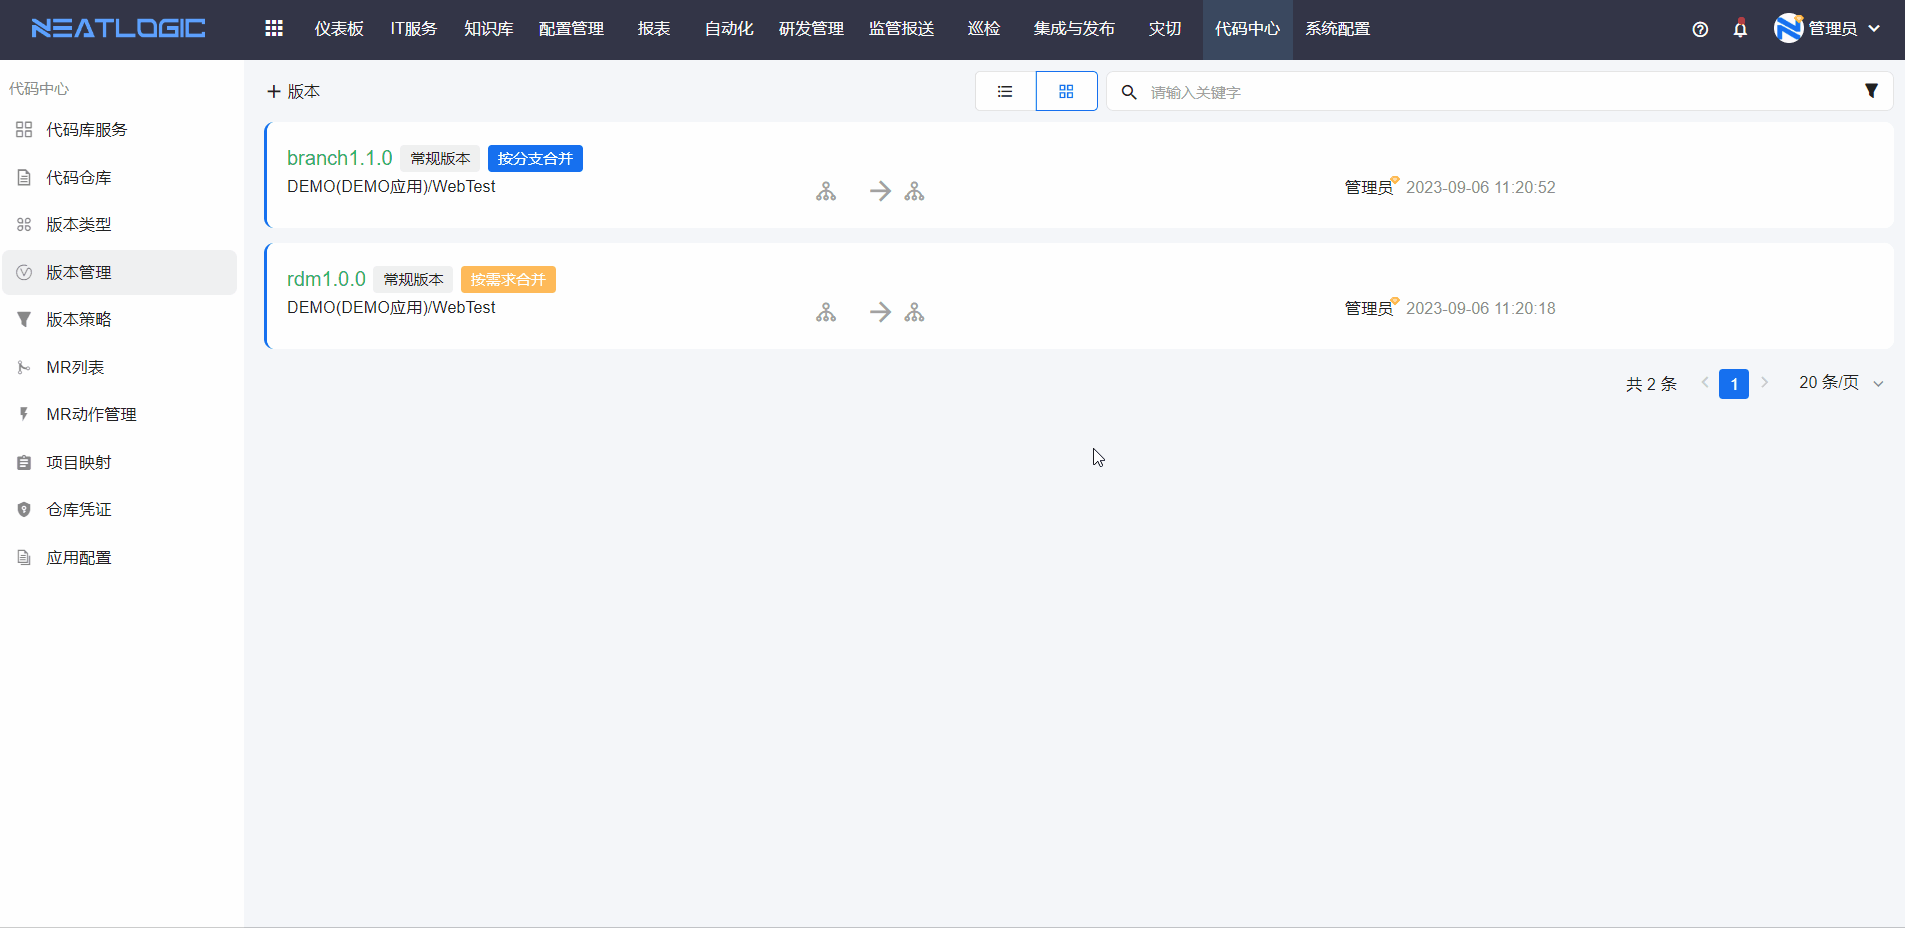 NEATLOGIC
仪表板 IT服务 知识库 配置管理 报表 自动化 研发管理 监管报送 巡检 集成与发布 灾切 代码中心 系统配置
管理员
代码中心
代码库服务
代码仓库
版本类型
版本管理
版本策略
MR列表
MR动作管理
项目映射
仓库凭证
应用配置
版本
请输入关键字
branch1.1.0 常规版本 按分支合并
DEMO(DEMO应用)/WebTest
管理员 2023-09-06 11:20:52
rdm1.0.0 常规版本 按需求合并
DEMO(DEMO应用)/WebTest
管理员 2023-09-06 11:20:18
共 2 条 1 20 条/页